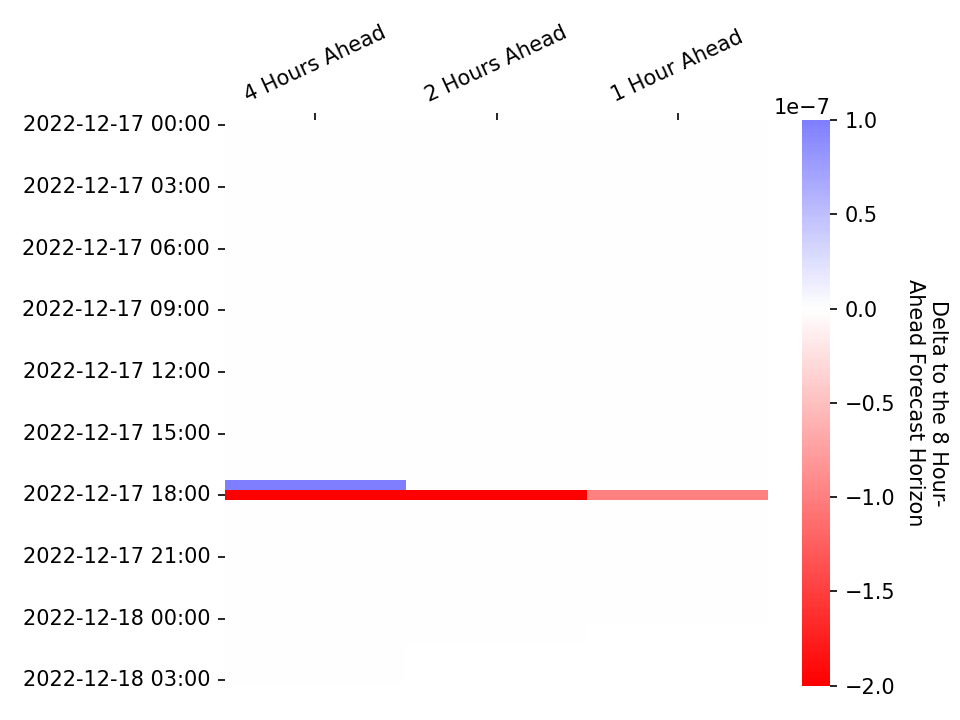 4 Hours Ahead
2 Hours Ahead
1 Hour Ahead
1e−7
2022-12-17 00:00
2022-12-17 03:00
2022-12-17 06:00
2022-12-17 09:00
2022-12-17 12:00
2022-12-17 15:00
2022-12-17 18:00
2022-12-17 21:00
2022-12-18 00:00
2022-12-18 03:00
1.0
0.5
0.0
−0.5
−1.0
−1.5
−2.0
Delta to the 8 Hour-
Ahead Forecast Horizon